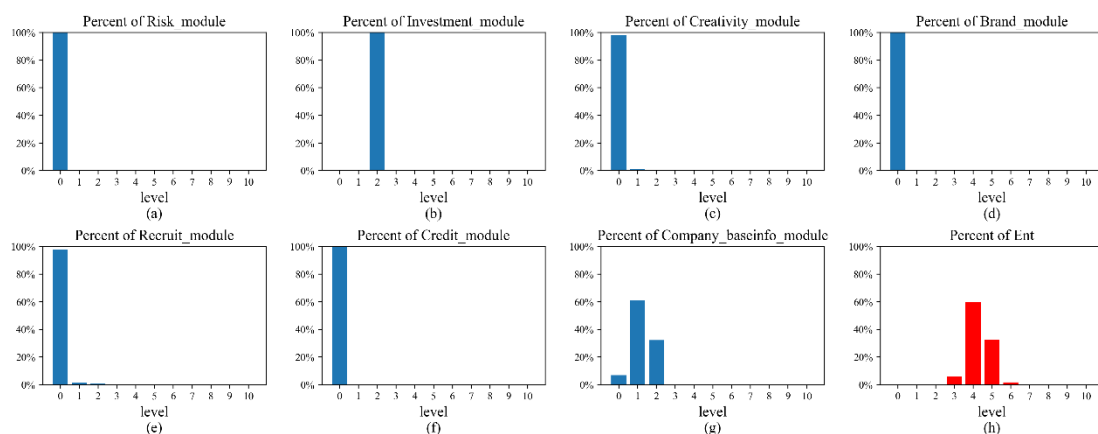 Percent of Risk_module
100%
80%
60%
40%
20%
0%
0 1 2 3 4 5 6 7 8 9 10
level
(a)
Percent of Investment_module
100%
80%
60%
40%
20%
0%
0 1 2 3 4 5 6 7 8 9 10
level
(b)
Percent of Creativity_module
100%
80%
60%
40%
20%
0%
0 1 2 3 4 5 6 7 8 9 10
level
(c)
Percent of Brand_module
100%
80%
60%
40%
20%
0%
0 1 2 3 4 5 6 7 8 9 10
level
(d)
Percent of Recruit_module
100%
80%
60%
40%
20%
0%
0 1 2 3 4 5 6 7 8 9 10
level
(e)
Percent of Credit_module
100%
80%
60%
40%
20%
0%
0 1 2 3 4 5 6 7 8 9 10
level
(f)
Percent of Company_baseinfo_module
100%
80%
60%
40%
20%
0%
0 1 2 3 4 5 6 7 8 9 10
level
(g)
Percent of Ent
100%
80%
60%
40%
20%
0%
0 1 2 3 4 5 6 7 8 9 10
level
(h)